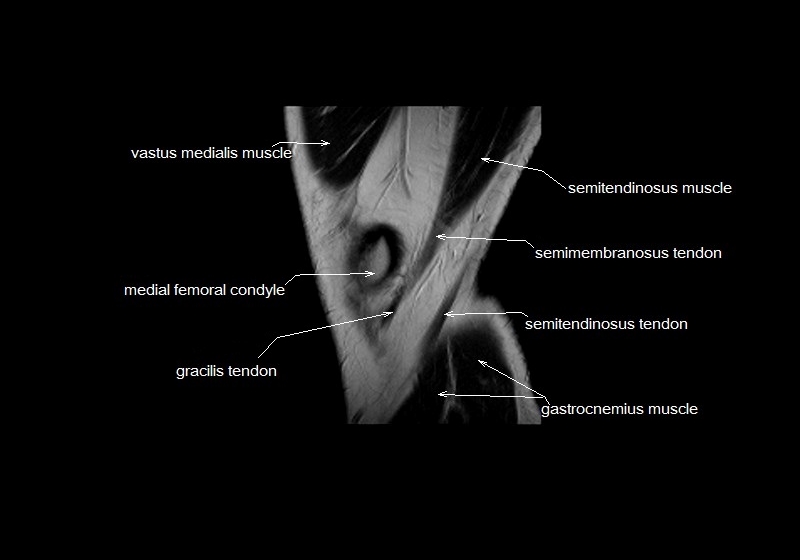 vastus medialis muscle
semitendinosus muscle
semimembranosus tendon
medial femoral condyle
semitendinosus tendon
gracilis tendon
gastrocnemius muscle